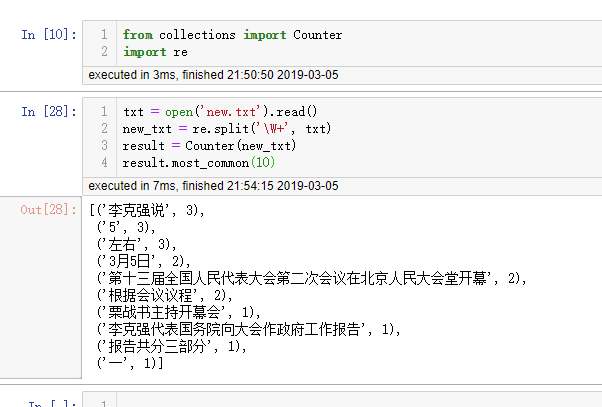 In [10]:
1 from collections import Counter
2 import re
executed in 3ms, finished 21:50:50 2019-03-05
In [28]:
1 txt = open('new.txt').read()
2 new_txt = re.split('\W+', txt)
3 result = Counter(new_txt)
4 result.most_common(10)
executed in 7ms, finished 21:54:15 2019-03-05
Out[28]:
[('李克强说', 3),
('5', 3),
('左右', 3),
('3月5日', 2),
('第十三届全国人民代表大会第二次会议在北京人民大会堂开幕', 2),
('根据会议议程', 2),
('栗战书主持开幕会', 1),
('李克强代表国务院向大会作政府工作报告', 1),
('报告共分三部分', 1),
('一', 1)]
In [ ]:
1